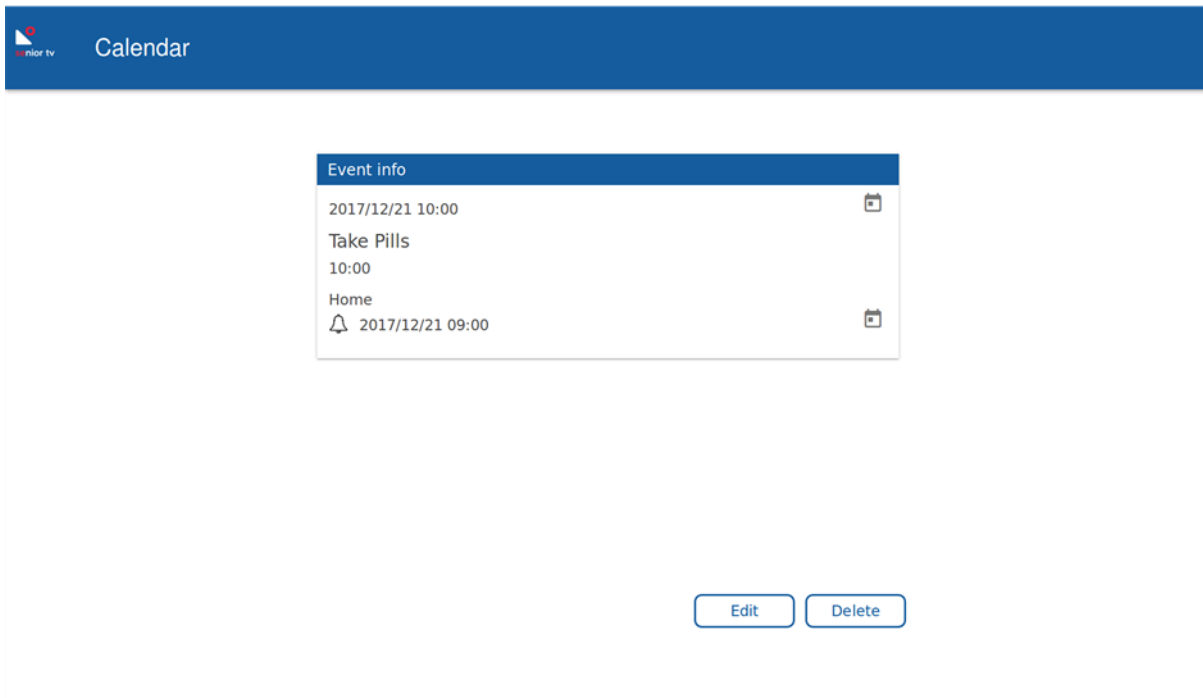 senior tv
Calendar
Event info
2017/12/21 10:00
Take Pills
10:00
Home
2017/12/21 09:00
Edit
Delete